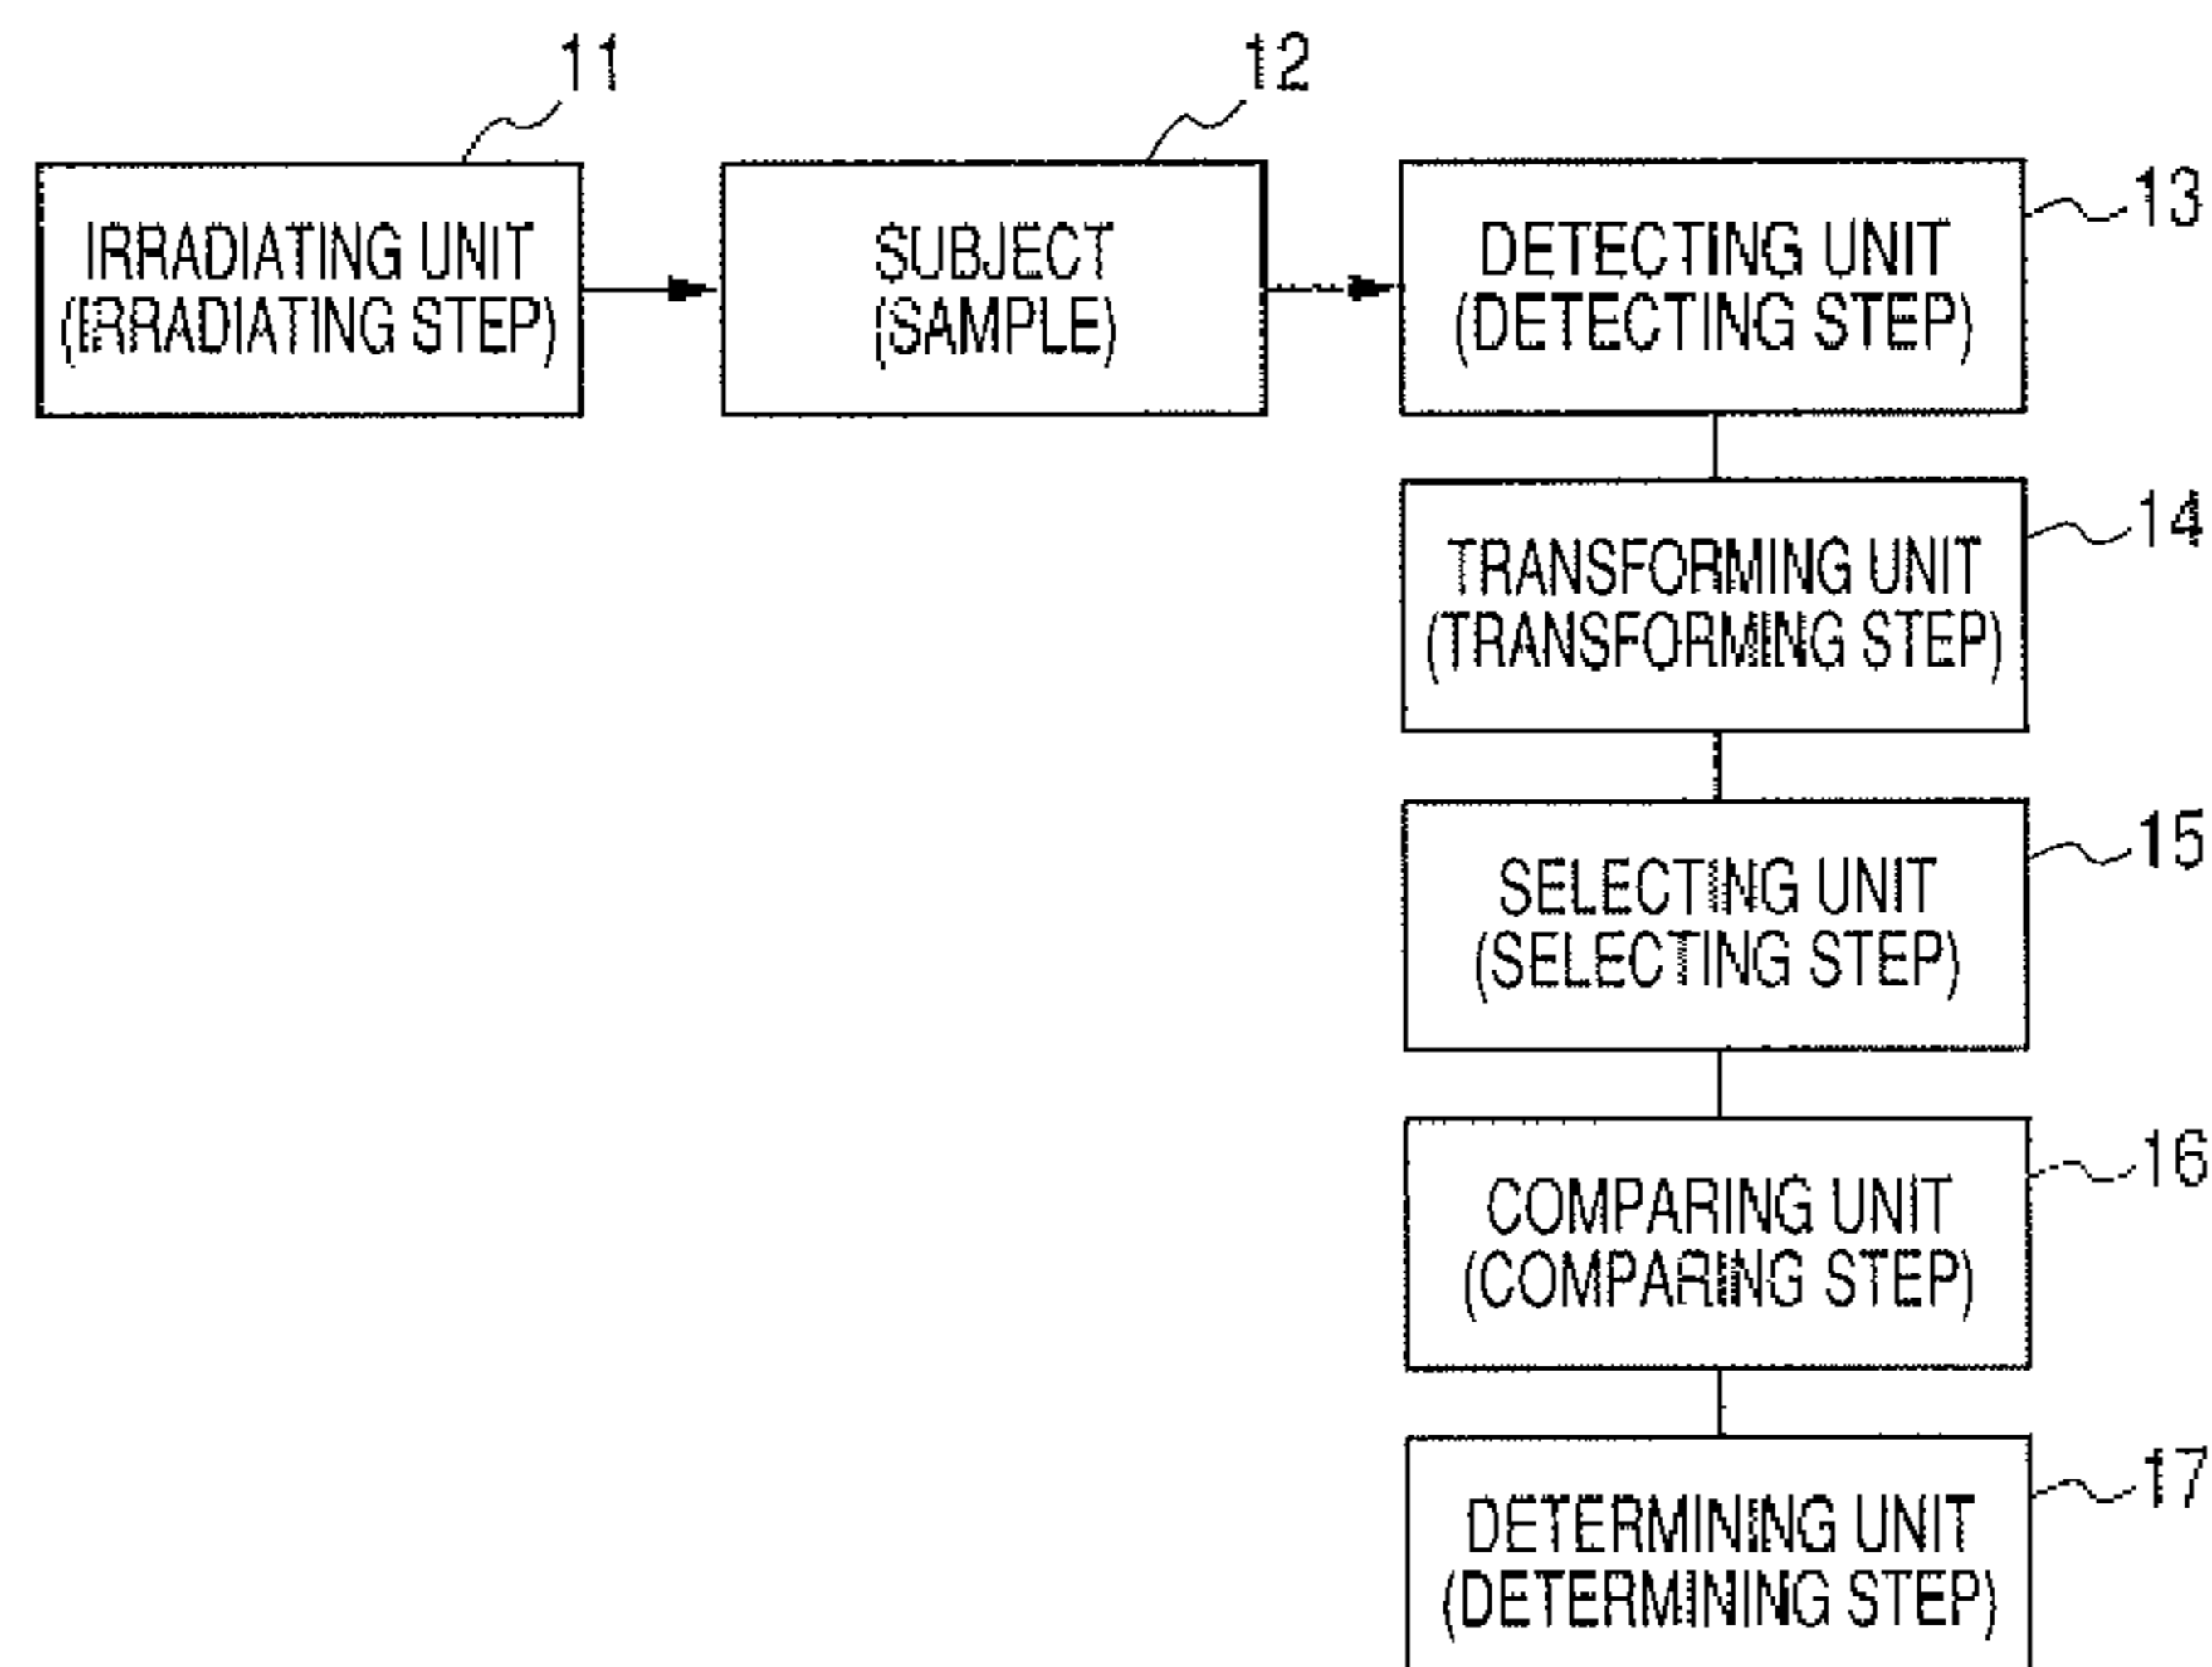 11
12
IRRADIATING UNIT
(IRRADIATING STEP)
SUBJECT
(SAMPLE)
DETECTING UNIT
(DETECTING STEP)
13
TRANSFORMING UNIT
(TRANSFORMING STEP)
14
SELECTING UNIT
(SELECTING STEP)
15
COMPARING UNIT
(COMPARING STEP)
16
DETERMINING UNIT
(DETERMINING STEP)
17